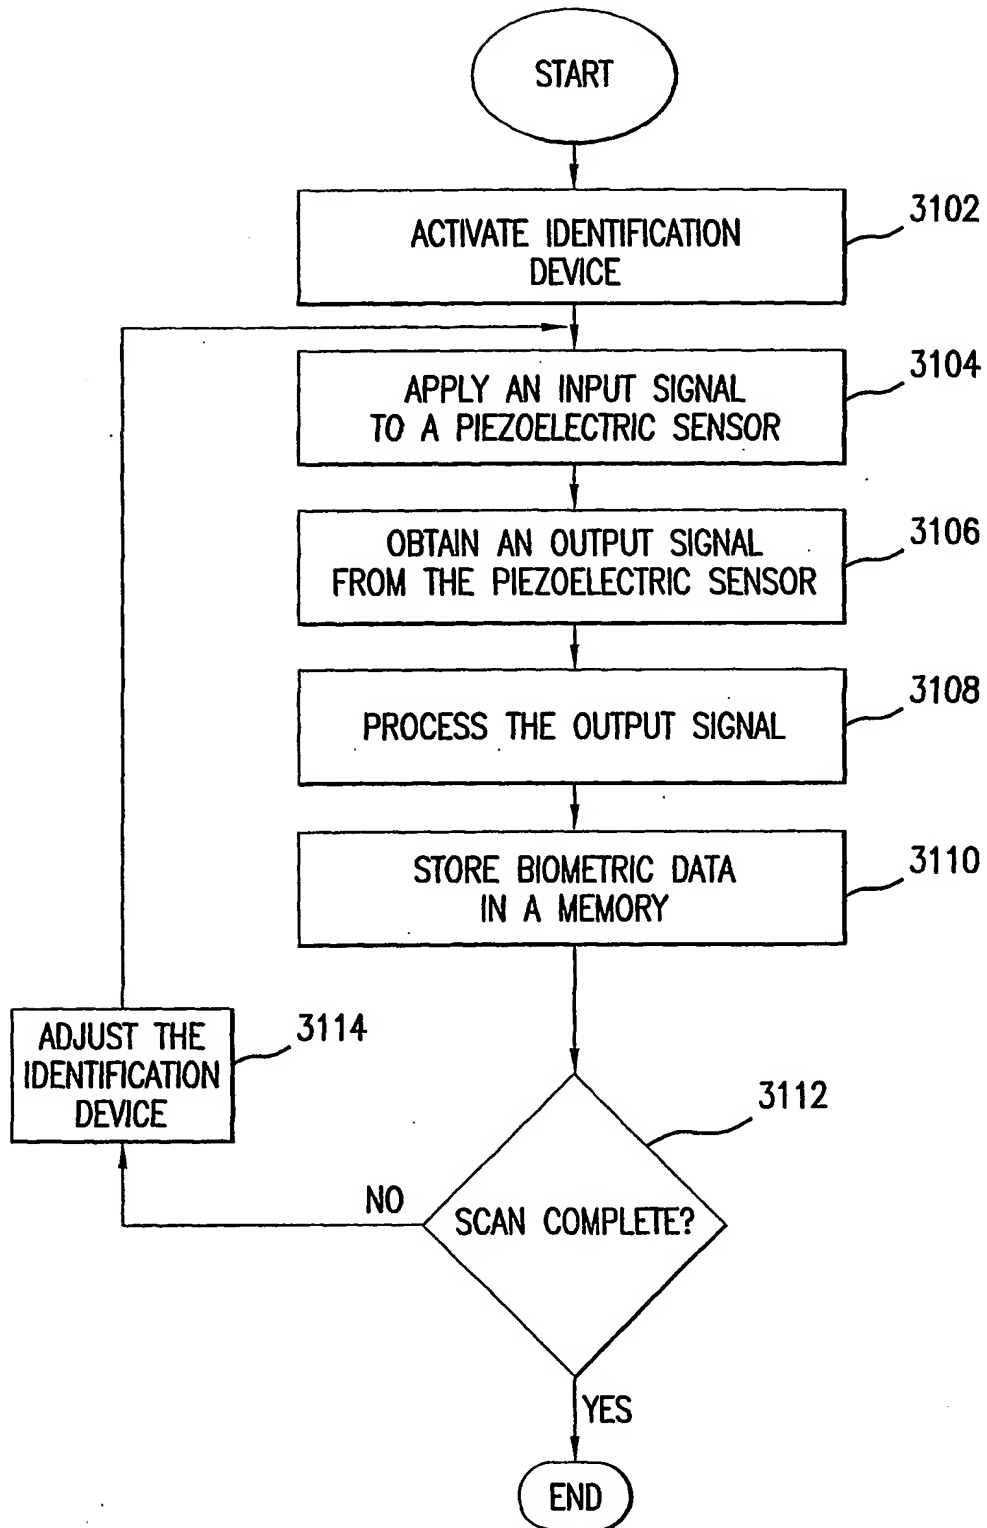 START
ACTIVATE IDENTIFICATION
DEVICE
3102
APPLY AN INPUT SIGNAL
TO A PIEZOELECTRIC SENSOR
3104
OBTAIN AN OUTPUT SIGNAL
FROM THE PIEZOELECTRIC SENSOR
3106
PROCESS THE OUTPUT SIGNAL
3108
STORE BIOMETRIC DATA
IN A MEMORY
3110
ADJUST THE
IDENTIFICATION
DEVICE
3114
3112
NO
SCAN COMPLETE?
YES
END